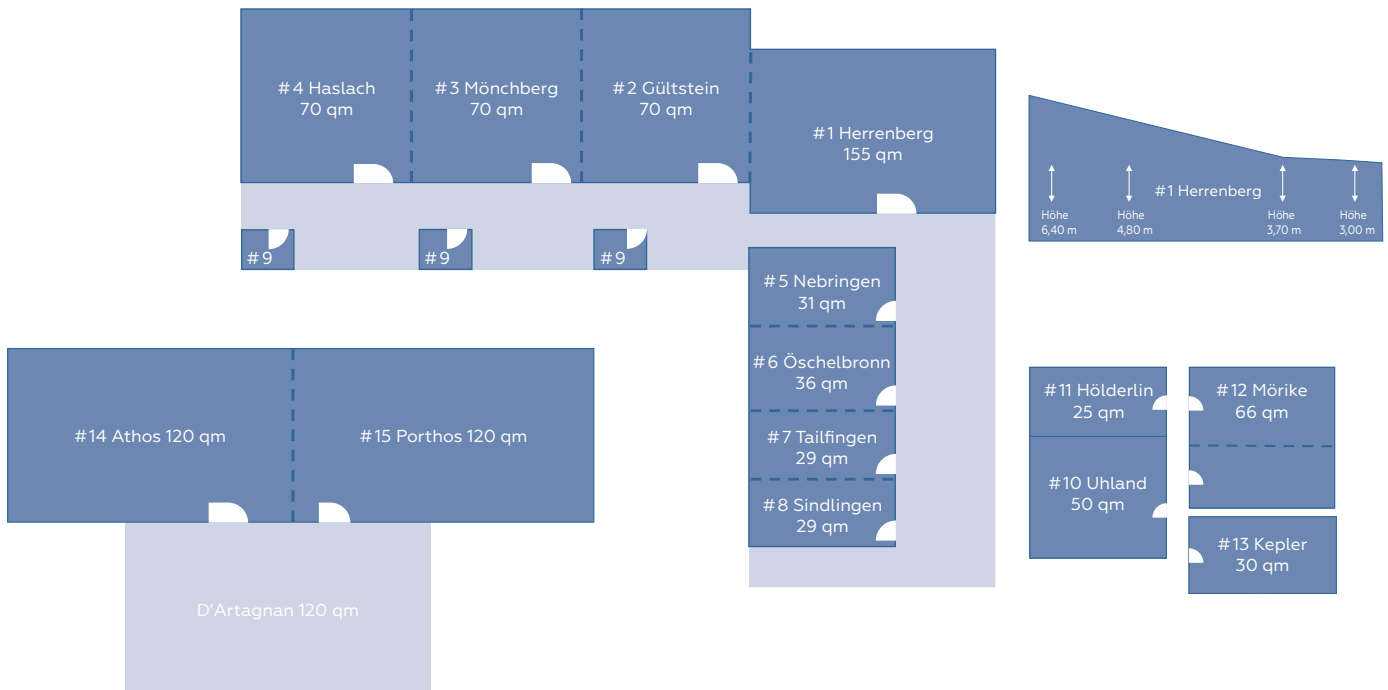 #4 Haslach
70 qm
#3 Mönchberg
70 qm
#2 Gültstein
70 qm
#1 Herrenberg
155 qm
#1 Herrenberg
Höhe
6,40 m
Höhe
4,80 m
Höhe
3,70 m
Höhe
3,00 m
#9
#9
#9
#5 Nebringen
31 qm
#6 Öschelbronn
36 qm
#7 Tailfingen
29 qm
#8 Sindlingen
29 qm
#14 Athos 120 qm
#15 Porthos 120 qm
D'Artagnan 120 qm
#11 Hölderlin
25 qm
#10 Uhland
50 qm
#12 Mörike
66 qm
#13 Kepler
30 qm